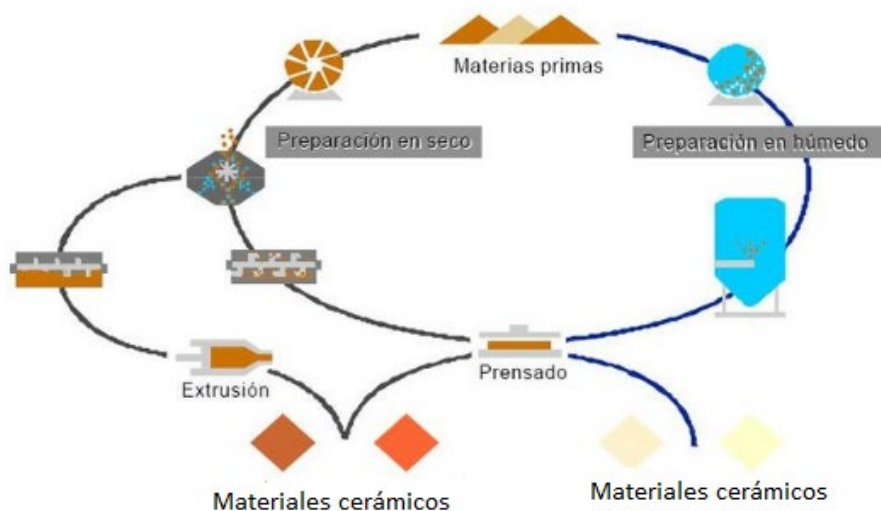 Materias primas
Preparación en seco
Preparación en húmedo
Extrusión
Prensado
Materiales cerámicos
Materiales cerámicos